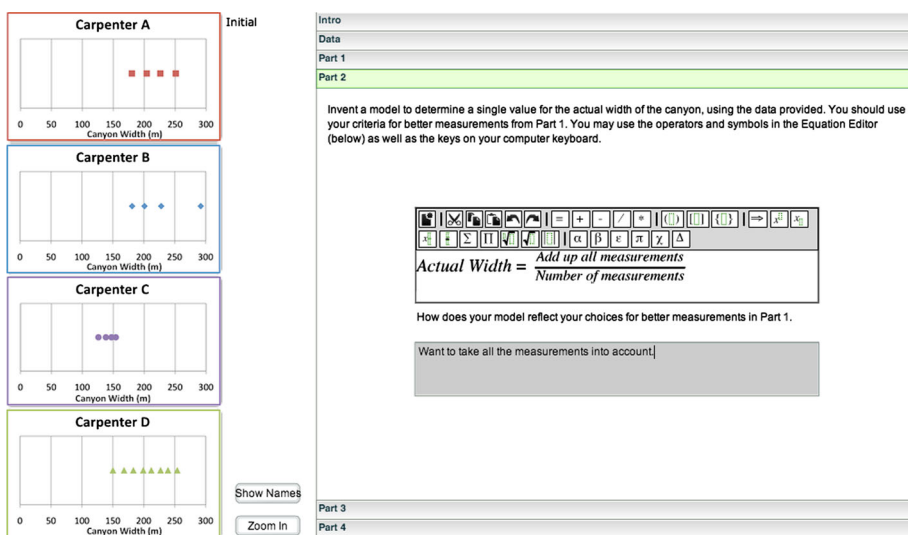 Carpenter A
0 50 100 150 200 250 300
Canyon Width (m)
Carpenter B
0 50 100 150 200 250 300
Canyon Width (m)
Carpenter C
0 50 100 150 200 250 300
Canyon Width (m)
Carpenter D
0 50 100 150 200 250 300
Canyon Width (m)
Initial
Show Names
Zoom In
Intro
Data
Part 1
Part 2
Invent a model to determine a single value for the actual width of the canyon, using the data provided. You should use
your criteria for better measurements from Part 1. You may use the operators and symbols in the Equation Editor
(below) as well as the keys on your computer keyboard.
= + - / * ( ) [ ] { } ⇒ x x
x Σ Π √ √ α β ε π χ Δ
Actual Width = Add up all measurements
Number of measurements
How does your model reflect your choices for better measurements in Part 1.
Want to take all the measurements into account.
Part 3
Part 4